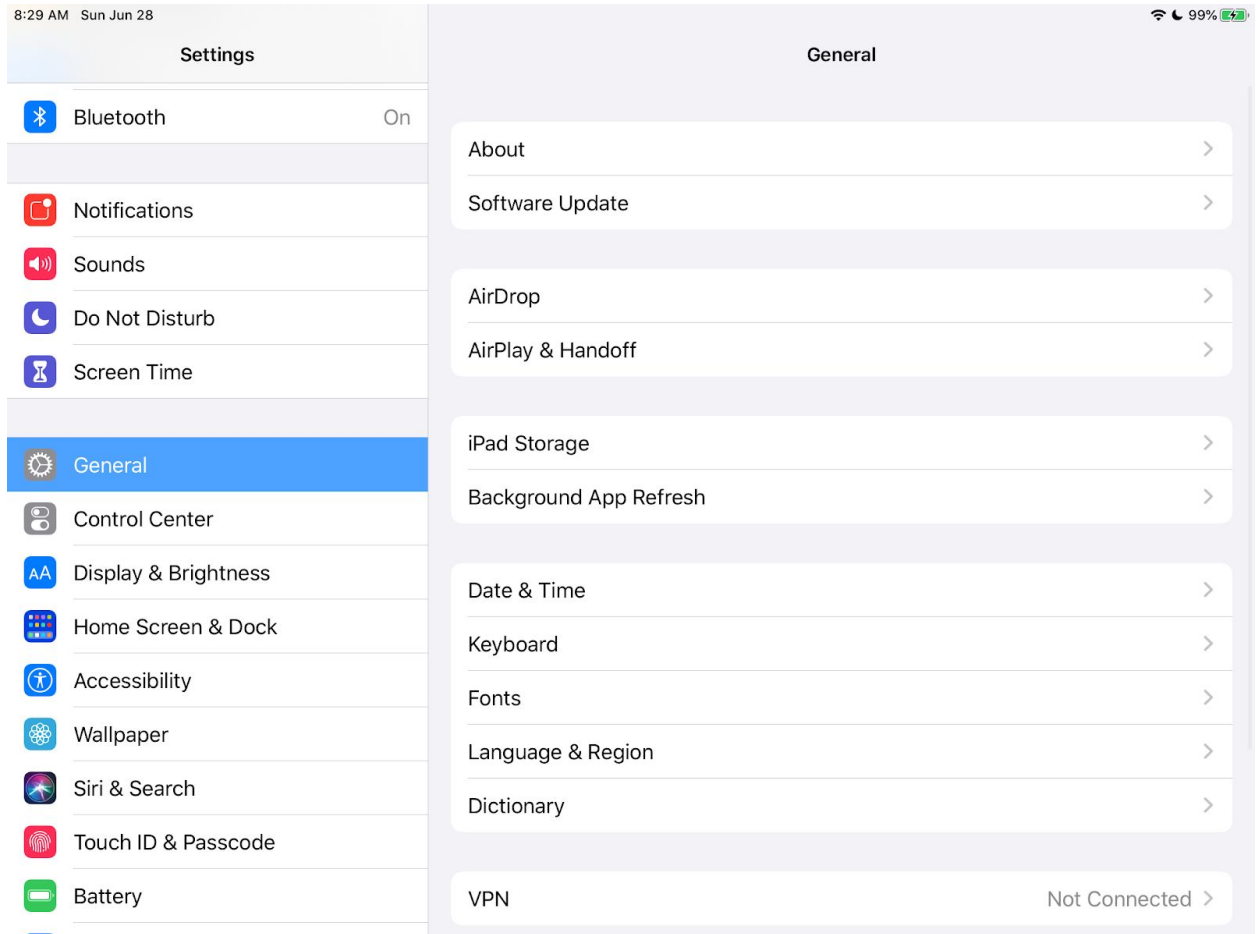 8:29 AM Sun Jun 28
99%
Settings
Bluetooth On
Notifications
Sounds
Do Not Disturb
Screen Time
General
Control Center
AA Display & Brightness
Home Screen & Dock
Accessibility
Wallpaper
Siri & Search
Touch ID & Passcode
Battery
General
About
Software Update
AirDrop
AirPlay & Handoff
iPad Storage
Background App Refresh
Date & Time
Keyboard
Fonts
Language & Region
Dictionary
VPN Not Connected